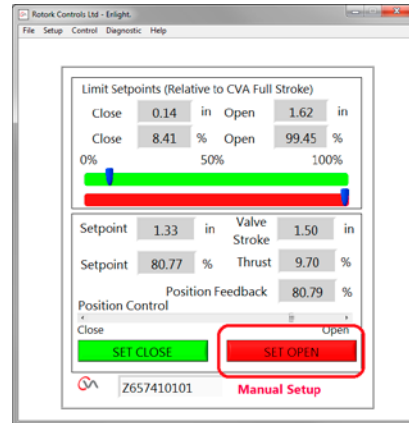 Rotork Controls Ltd - Enlight.
File Setup Control Diagnostic Help
Limit Setpoints (Relative to CVA Full Stroke)
Close 0.14 in Open 1.62 in
Close 8.41 % Open 99.45 %
0% 50% 100%
Setpoint 1.33 in Valve Stroke 1.50 in
Setpoint 80.77 % Thrust 9.70 %
Position Feedback 80.79 %
Position Control
Close Open
SET CLOSE SET OPEN
CVA Z657410101 Manual Setup